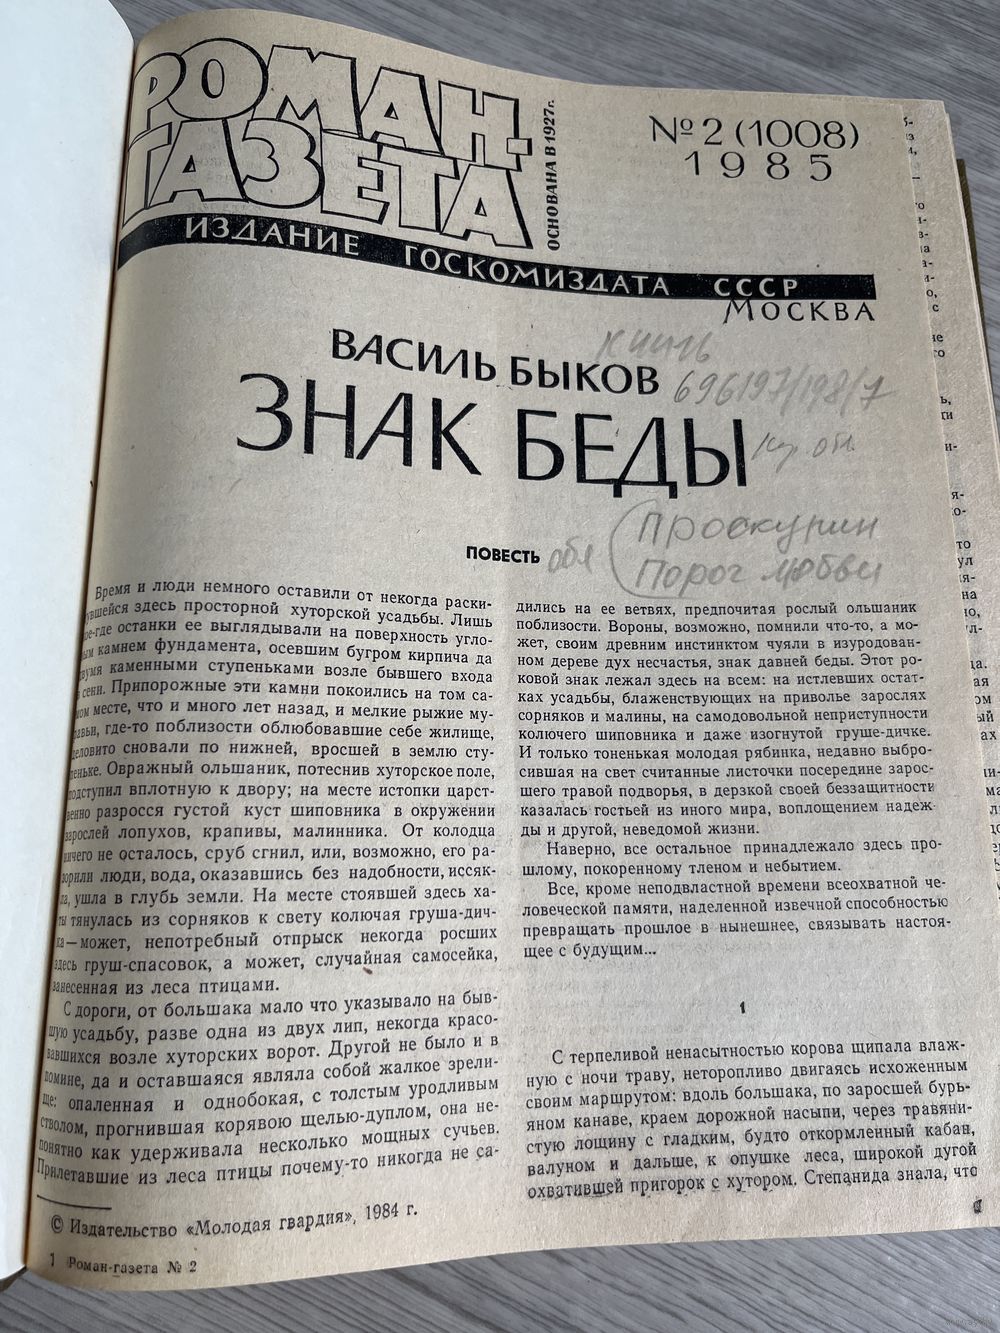 РОМАН-
ГАЗЕТА
ОСНОВАНА В 1927г.
№2 (1008)
1985
ИЗДАНИЕ ГОСКОМИЗДАТА СССР
МОСКВА
ВАСИЛЬ БЫКОВ
696197/198/7
ЗНАК БЕДЫ
Проскурин
ПОВЕСТЬ
Порог любви
Время и люди немного оставили от некогда раски-
нувшейся здесь просторной хуторской усадьбы. Лишь
кое-где останки ее выглядывали на поверхность угло-
вым камнем фундамента, осевшим бугром кирпича да
двумя каменными ступеньками возле бывшего входа
в сени. Припорожные эти камни покоились на том са-
мом месте, что и много лет назад, и мелкие рыжие му-
равьи, где-то поблизости облюбовавшие себе жилище,
деловито сновали по нижней, вросшей в землю сту-
пеньке. Овражный ольшаник, потеснив хуторское поле,
подступил вплотную к двору; на месте истопки царст-
венно разросся густой куст шиповника в окружении
зарослей лопухов, крапивы, малинника. От колодца
ничего не осталось, сруб сгнил, или, возможно, его ра-
зорили люди, вода, оказавшись без надобности, иссяк-
ла, ушла в глубь земли. На месте стоявшей здесь ха-
ты тянулась из сорняков к свету колючая груша-дич-
ка — может, непотребный отпрыск некогда росших
здесь груш-спасовок, а может, случайная самосейка,
занесенная из леса птицами.
С дороги, от большака мало что указывало на быв-
шую усадьбу, разве одна из двух лип, некогда красо-
вавшихся возле хуторских ворот. Другой не было и в
помине, да и оставшаяся являла собой жалкое зрели-
ще: опаленная и однобокая, с толстым уродливым
стволом, прогнившая корявою щелью-дуплом, она не-
понятно как удерживала несколько мощных сучьев.
Прилетавшие из леса птицы почему-то никогда не са-
© Издательство «Молодая гвардия», 1984 г.
1 Роман-газета № 2
дились на ее ветвях, предпочитая рослый ольшаник
поблизости. Вороны, возможно, помнили что-то, а мо-
жет, своим древним инстинктом чуяли в изуродован-
ном дереве дух несчастья, знак давней беды. Этот ро-
ковой знак лежал здесь на всем: на истлевших остат-
ках усадьбы, блаженствующих на приволье зарослях
сорняков и малины, на самодовольной неприступности
колючего шиповника и даже изогнутой груше-дичке.
И только тоненькая молодая рябинка, недавно выбро-
сившая на свет считанные листочки посередине зарос-
шего травой подворья, в дерзкой своей беззащитности
казалась гостьей из иного мира, воплощением надеж-
ды и другой, неведомой жизни.
Наверно, все остальное принадлежало здесь про-
шлому, покоренному тленом и небытием.
Все, кроме неподвластной времени всеохватной че-
ловеческой памяти, наделенной извечной способностью
превращать прошлое в нынешнее, связывать настоя-
щее с будущим...
1
С терпеливой ненасытностью корова щипала влаж-
ную с ночи траву, неторопливо двигаясь исхоженным
своим маршрутом: вдоль большака, по заросшей бурь-
яном канаве, краем дорожной насыпи, через травяни-
стую лощину с гладким, будто откормленный кабан,
валуном и дальше, к опушке леса, широкой дугой
охватившей пригорок с хутором. Степанида знала, что